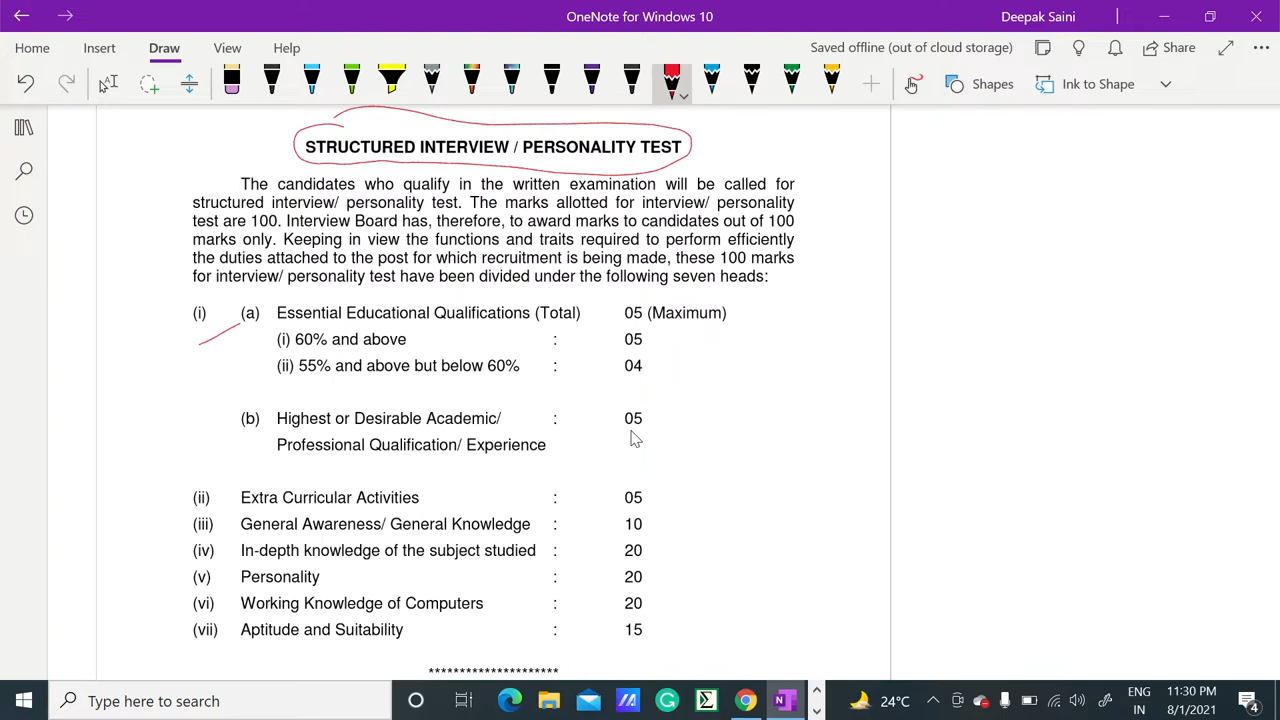 OneNote for Windows 10
Deepak Saini
Home Insert Draw View Help
Saved offline (out of cloud storage)
Share
Shapes
Ink to Shape
STRUCTURED INTERVIEW / PERSONALITY TEST
The candidates who qualify in the written examination will be called for
structured interview/ personality test. The marks allotted for interview/ personality
test are 100. Interview Board has, therefore, to award marks to candidates out of 100
marks only. Keeping in view the functions and traits required to perform efficiently
the duties attached to the post for which recruitment is being made, these 100 marks
for interview/ personality test have been divided under the following seven heads:
(i) (a) Essential Educational Qualifications (Total) 05 (Maximum)
(i) 60% and above : 05
(ii) 55% and above but below 60% : 04
(b) Highest or Desirable Academic/ : 05
Professional Qualification/ Experience
(ii) Extra Curricular Activities : 05
(iii) General Awareness/ General Knowledge : 10
(iv) In-depth knowledge of the subject studied : 20
(v) Personality : 20
(vi) Working Knowledge of Computers : 20
(vii) Aptitude and Suitability : 15
*********************
Type here to search
24°C
ENG
IN
11:30 PM
8/1/2021
4